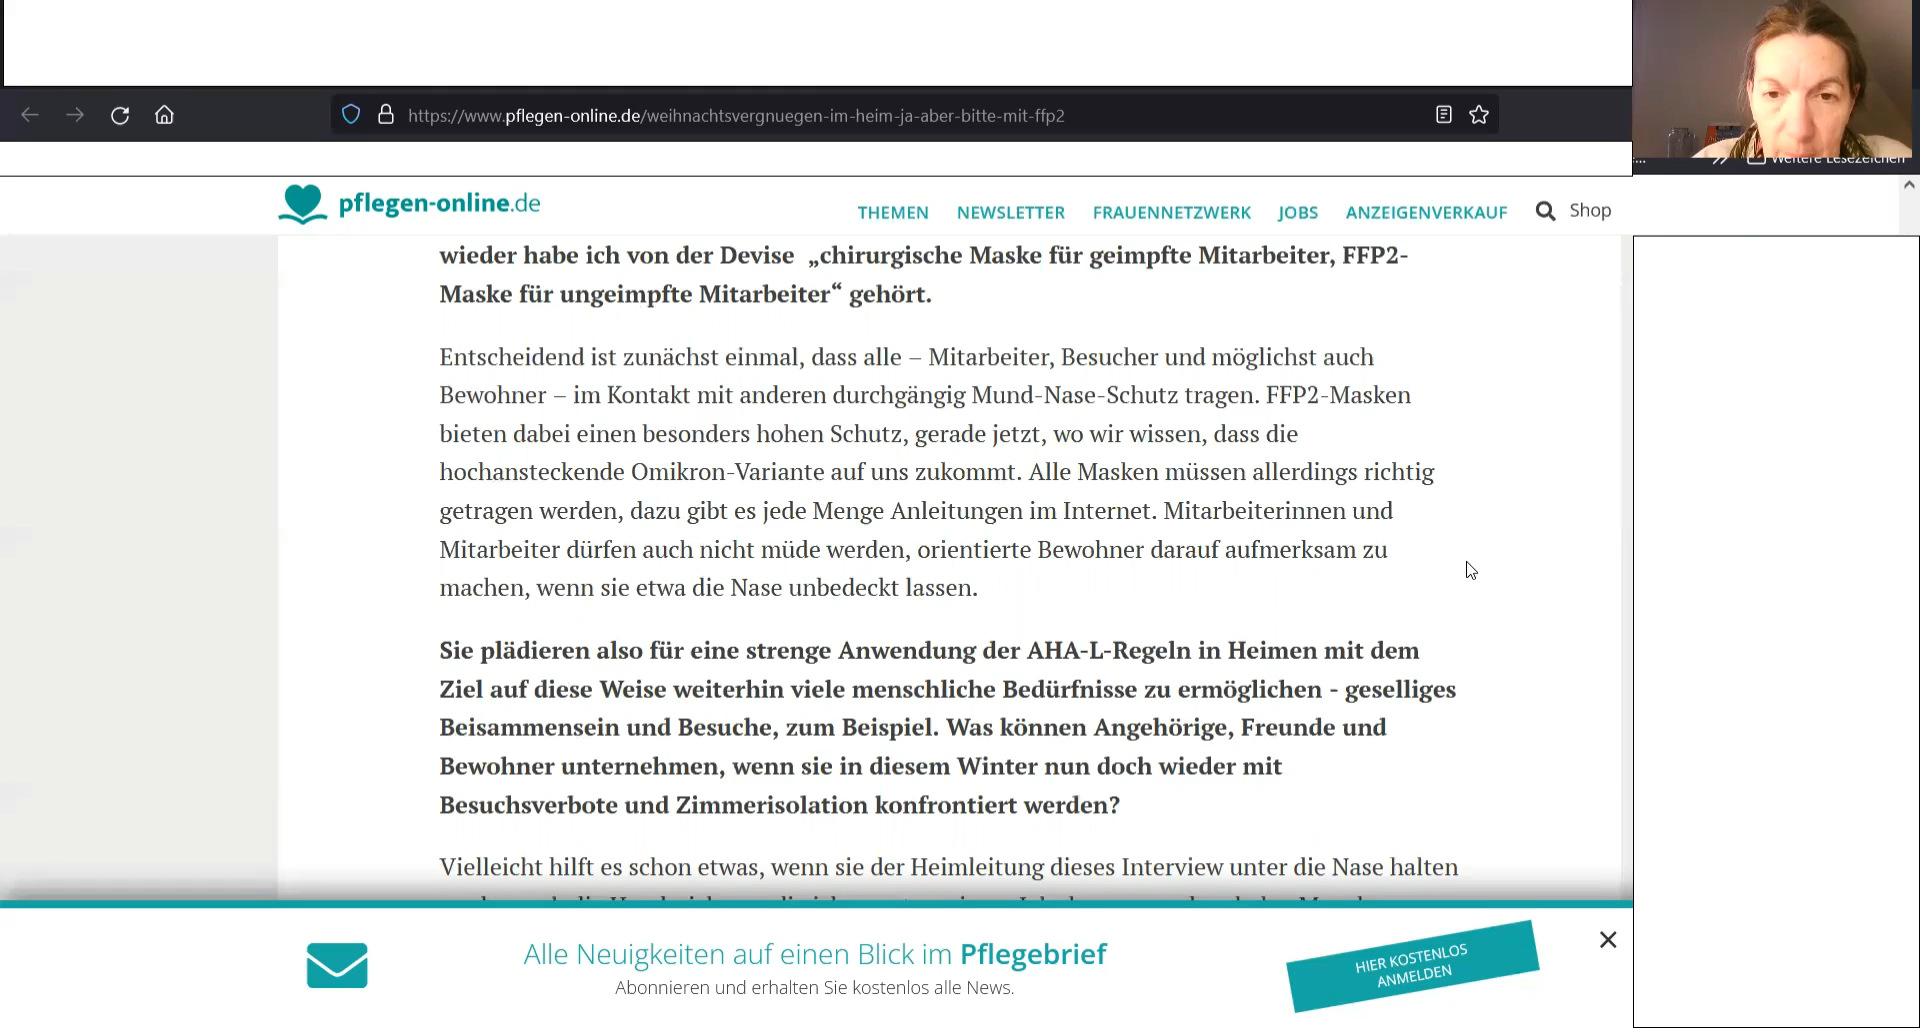 https://www.pflegen-online.de/weihnachtsvergnuegen-im-heim-ja-aber-bitte-mit-ffp2
Weitere Lesezeichen
pflegen-online.de
THEMEN NEWSLETTER FRAUENNETZWERK JOBS ANZEIGENVERKAUF Shop
wieder habe ich von der Devise „chirurgische Maske für geimpfte Mitarbeiter, FFP2-
Maske für ungeimpfte Mitarbeiter“ gehört.
Entscheidend ist zunächst einmal, dass alle – Mitarbeiter, Besucher und möglichst auch
Bewohner – im Kontakt mit anderen durchgängig Mund-Nase-Schutz tragen. FFP2-Masken
bieten dabei einen besonders hohen Schutz, gerade jetzt, wo wir wissen, dass die
hochansteckende Omikron-Variante auf uns zukommt. Alle Masken müssen allerdings richtig
getragen werden, dazu gibt es jede Menge Anleitungen im Internet. Mitarbeiterinnen und
Mitarbeiter dürfen auch nicht müde werden, orientierte Bewohner darauf aufmerksam zu
machen, wenn sie etwa die Nase unbedeckt lassen.
Sie plädieren also für eine strenge Anwendung der AHA-L-Regeln in Heimen mit dem
Ziel auf diese Weise weiterhin viele menschliche Bedürfnisse zu ermöglichen - geselliges
Beisammensein und Besuche, zum Beispiel. Was können Angehörige, Freunde und
Bewohner unternehmen, wenn sie in diesem Winter nun doch wieder mit
Besuchsverbote und Zimmerisolation konfrontiert werden?
Vielleicht hilft es schon etwas, wenn sie der Heimleitung dieses Interview unter die Nase halten
Alle Neuigkeiten auf einen Blick im Pflegebrief
Abonnieren und erhalten Sie kostenlos alle News.
HIER KOSTENLOS
ANMELDEN